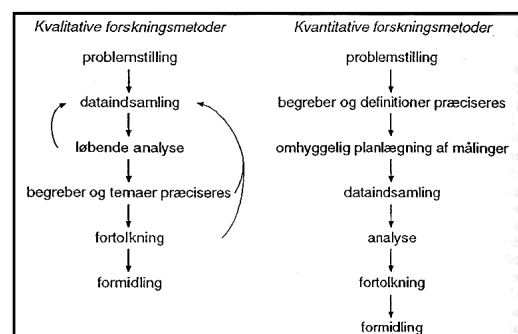 Kvalitative forskningsmetoder
problemstilling
dataindsamling
løbende analyse
begreber og temaer præciseres
fortolkning
formidling
Kvantitative forskningsmetoder
problemstilling
begreber og definitioner præciseres
omhyggelig planlægning af målinger
dataindsamling
analyse
fortolkning
formidling